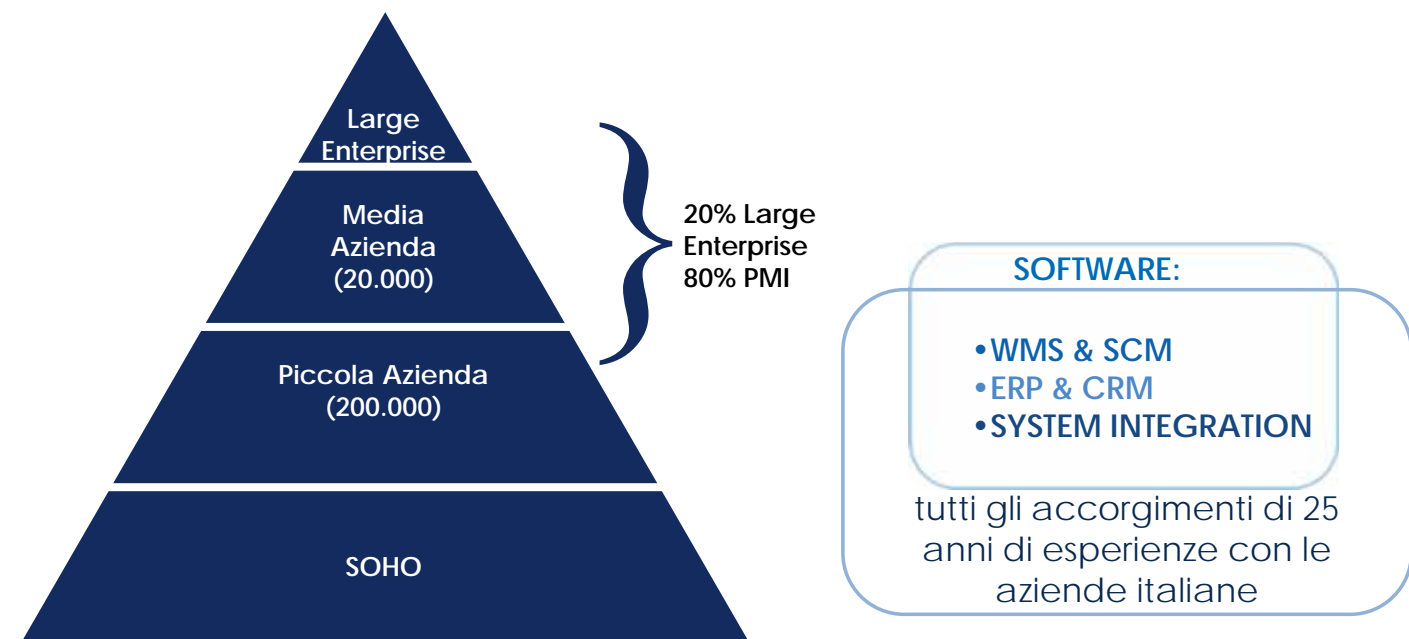 Large
Enterprise
Media
Azienda
(20.000)
Piccola Azienda
(200.000)
SOHO
20% Large
Enterprise
80% PMI
SOFTWARE:
•WMS & SCM
•ERP & CRM
•SYSTEM INTEGRATION
tutti gli accorgimenti di 25
anni di esperienze con le
aziende italiane